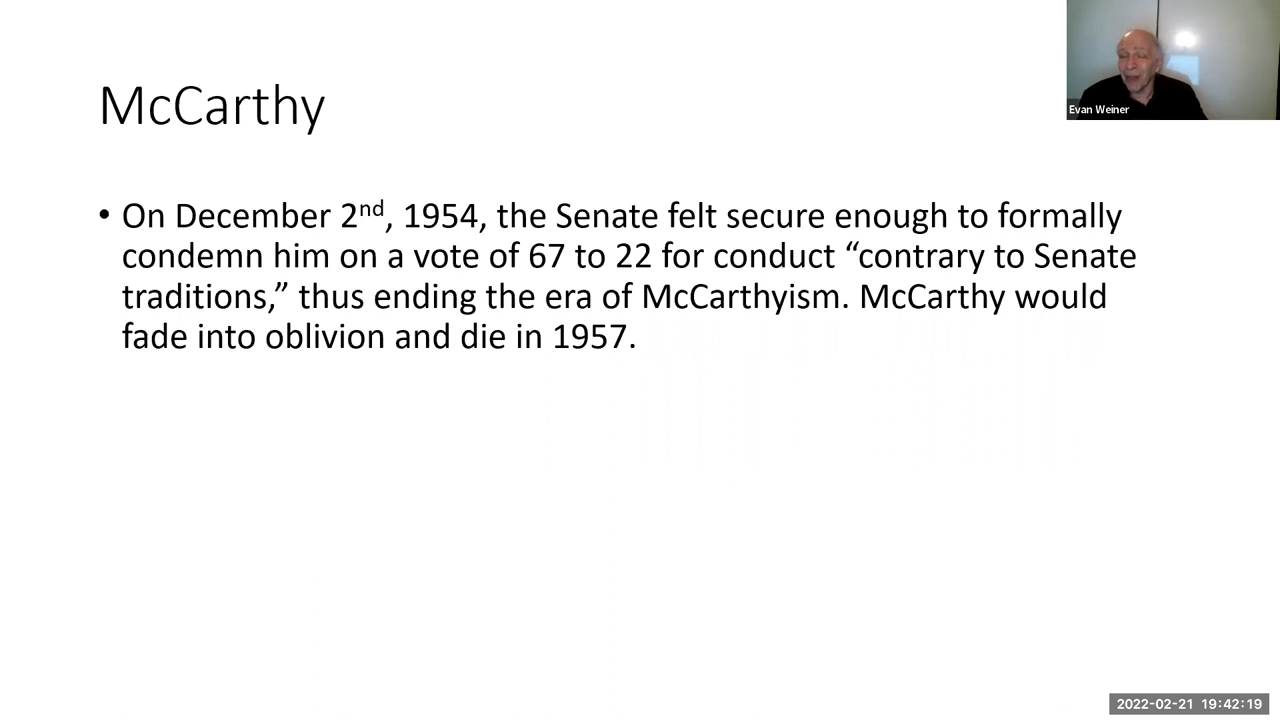 McCarthy
Evan Weiner
• On December 2nd, 1954, the Senate felt secure enough to formally
condemn him on a vote of 67 to 22 for conduct “contrary to Senate
traditions,” thus ending the era of McCarthyism. McCarthy would
fade into oblivion and die in 1957.
2022-02-21 19:42:19